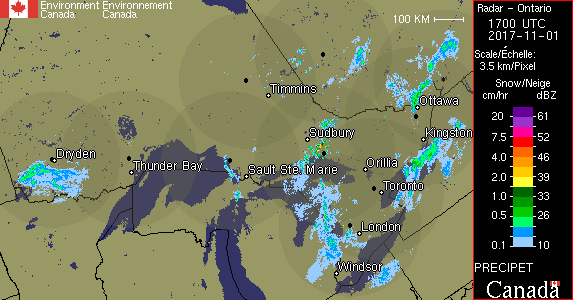 Environment Environnement
Canada Canada
100 KM
Timmins
Ottawa
Sudbury
Kingston
Dryden
Thunder Bay
Sault Ste. Marie
Orillia
Toronto
London
Windsor
Radar - Ontario
1700 UTC
2017-11-01
Scale/Échelle:
3.5 km/Pixel
Snow/Neige
cm/hr dBZ
20 61
7.5 52
4.0 46
2.0 39
1.0 33
0.5 26
0.1 10
PRECIPET
Canada